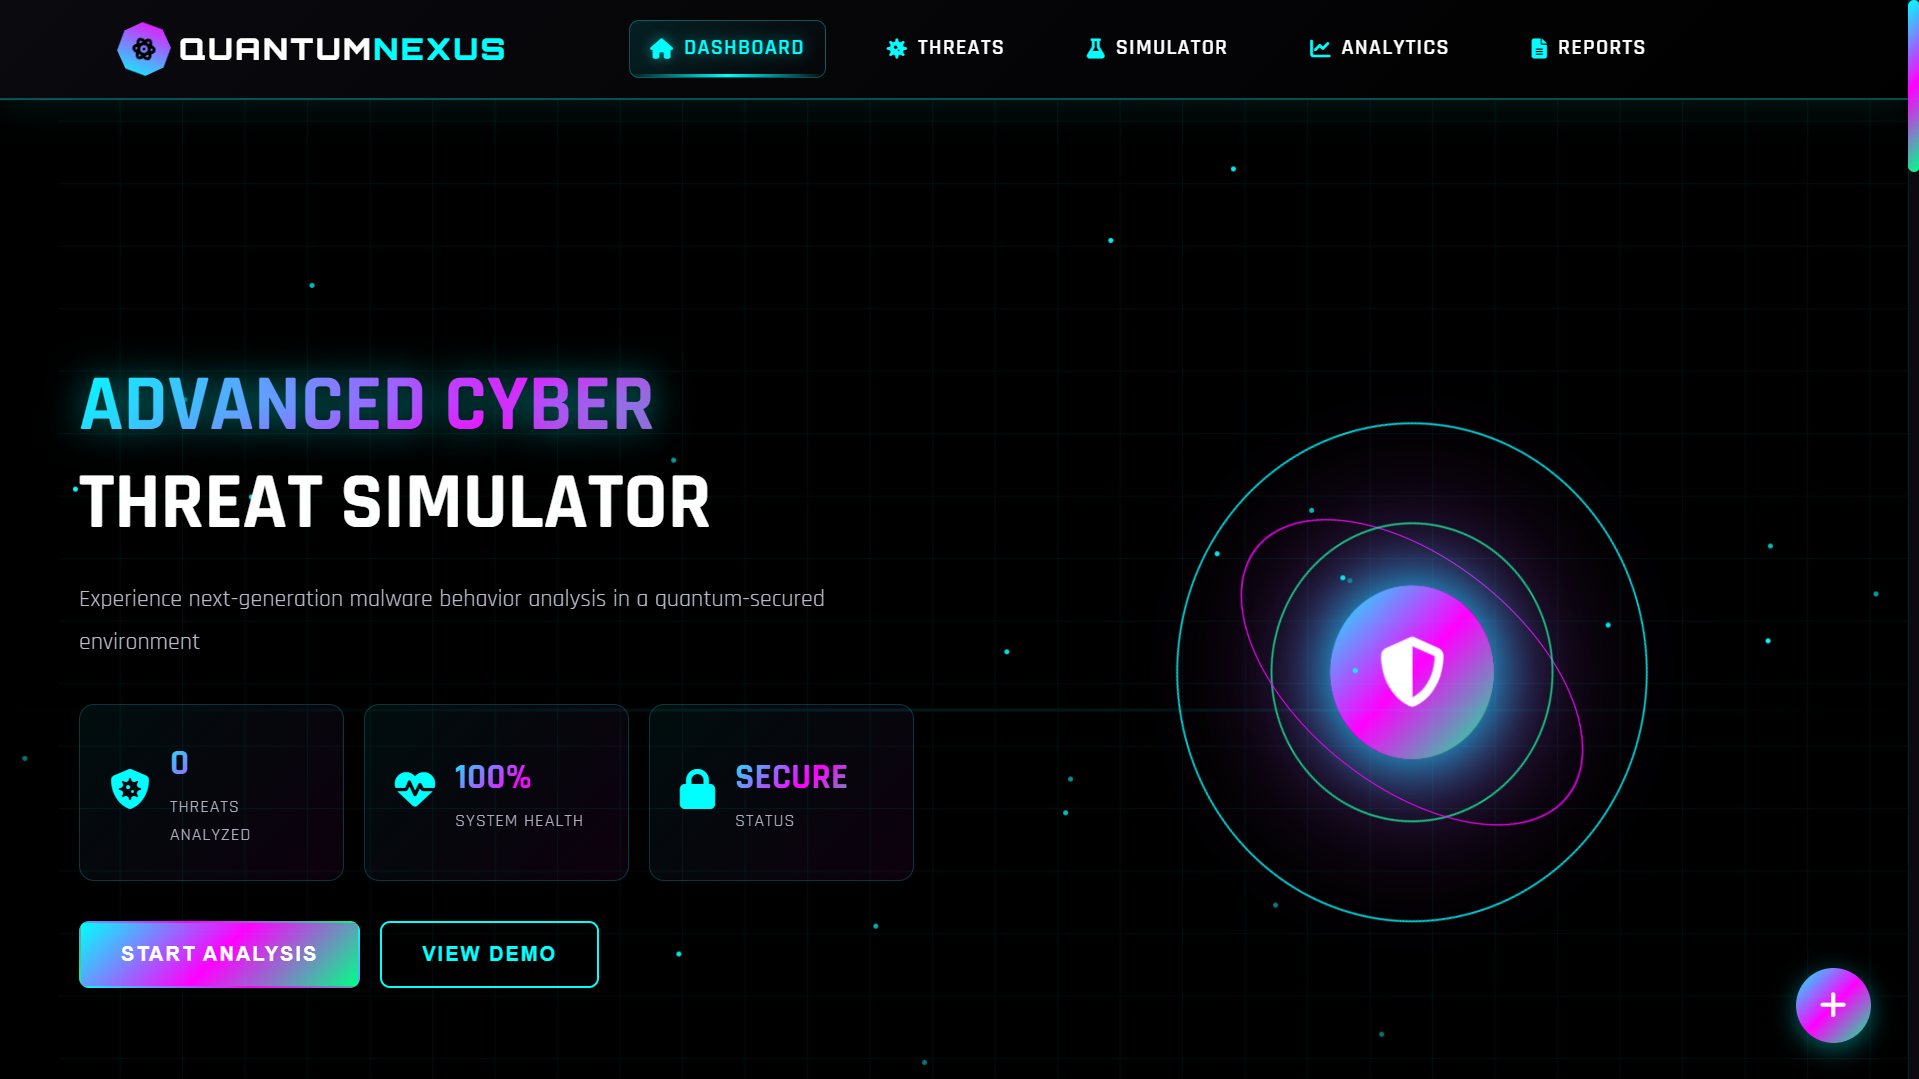 QUANTUMNEXUS
DASHBOARD
THREATS
SIMULATOR
ANALYTICS
REPORTS
ADVANCED CYBER
THREAT SIMULATOR
Experience next-generation malware behavior analysis in a quantum-secured
environment
0
THREATS
ANALYZED
100%
SYSTEM HEALTH
SECURE
STATUS
START ANALYSIS
VIEW DEMO